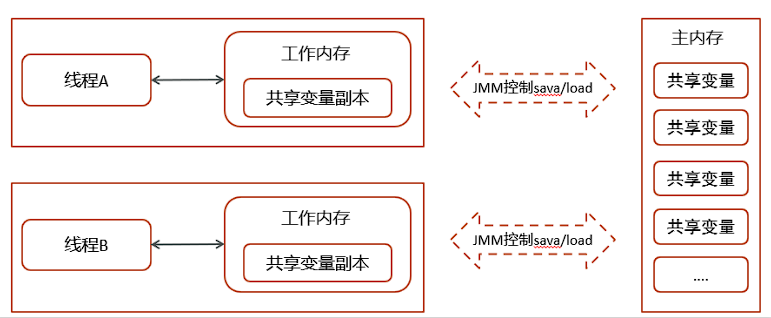 线程A
工作内存
共享变量副本
JMM控制sava/load
主内存
共享变量
共享变量
共享变量
共享变量
....
线程B
工作内存
共享变量副本
JMM控制sava/load